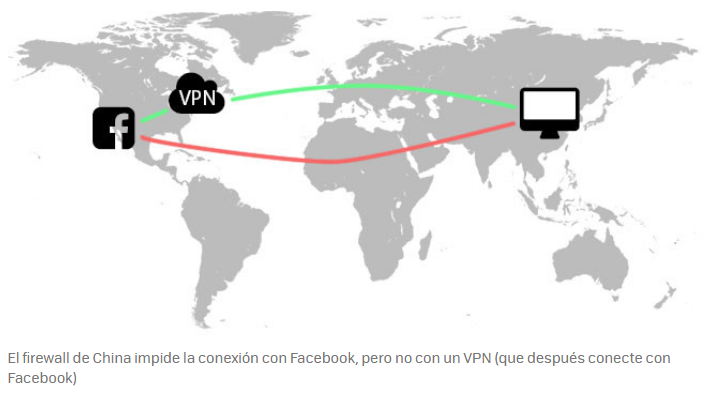 VPN
El firewall de China impide la conexión con Facebook, pero no con un VPN (que después conecte con
Facebook)